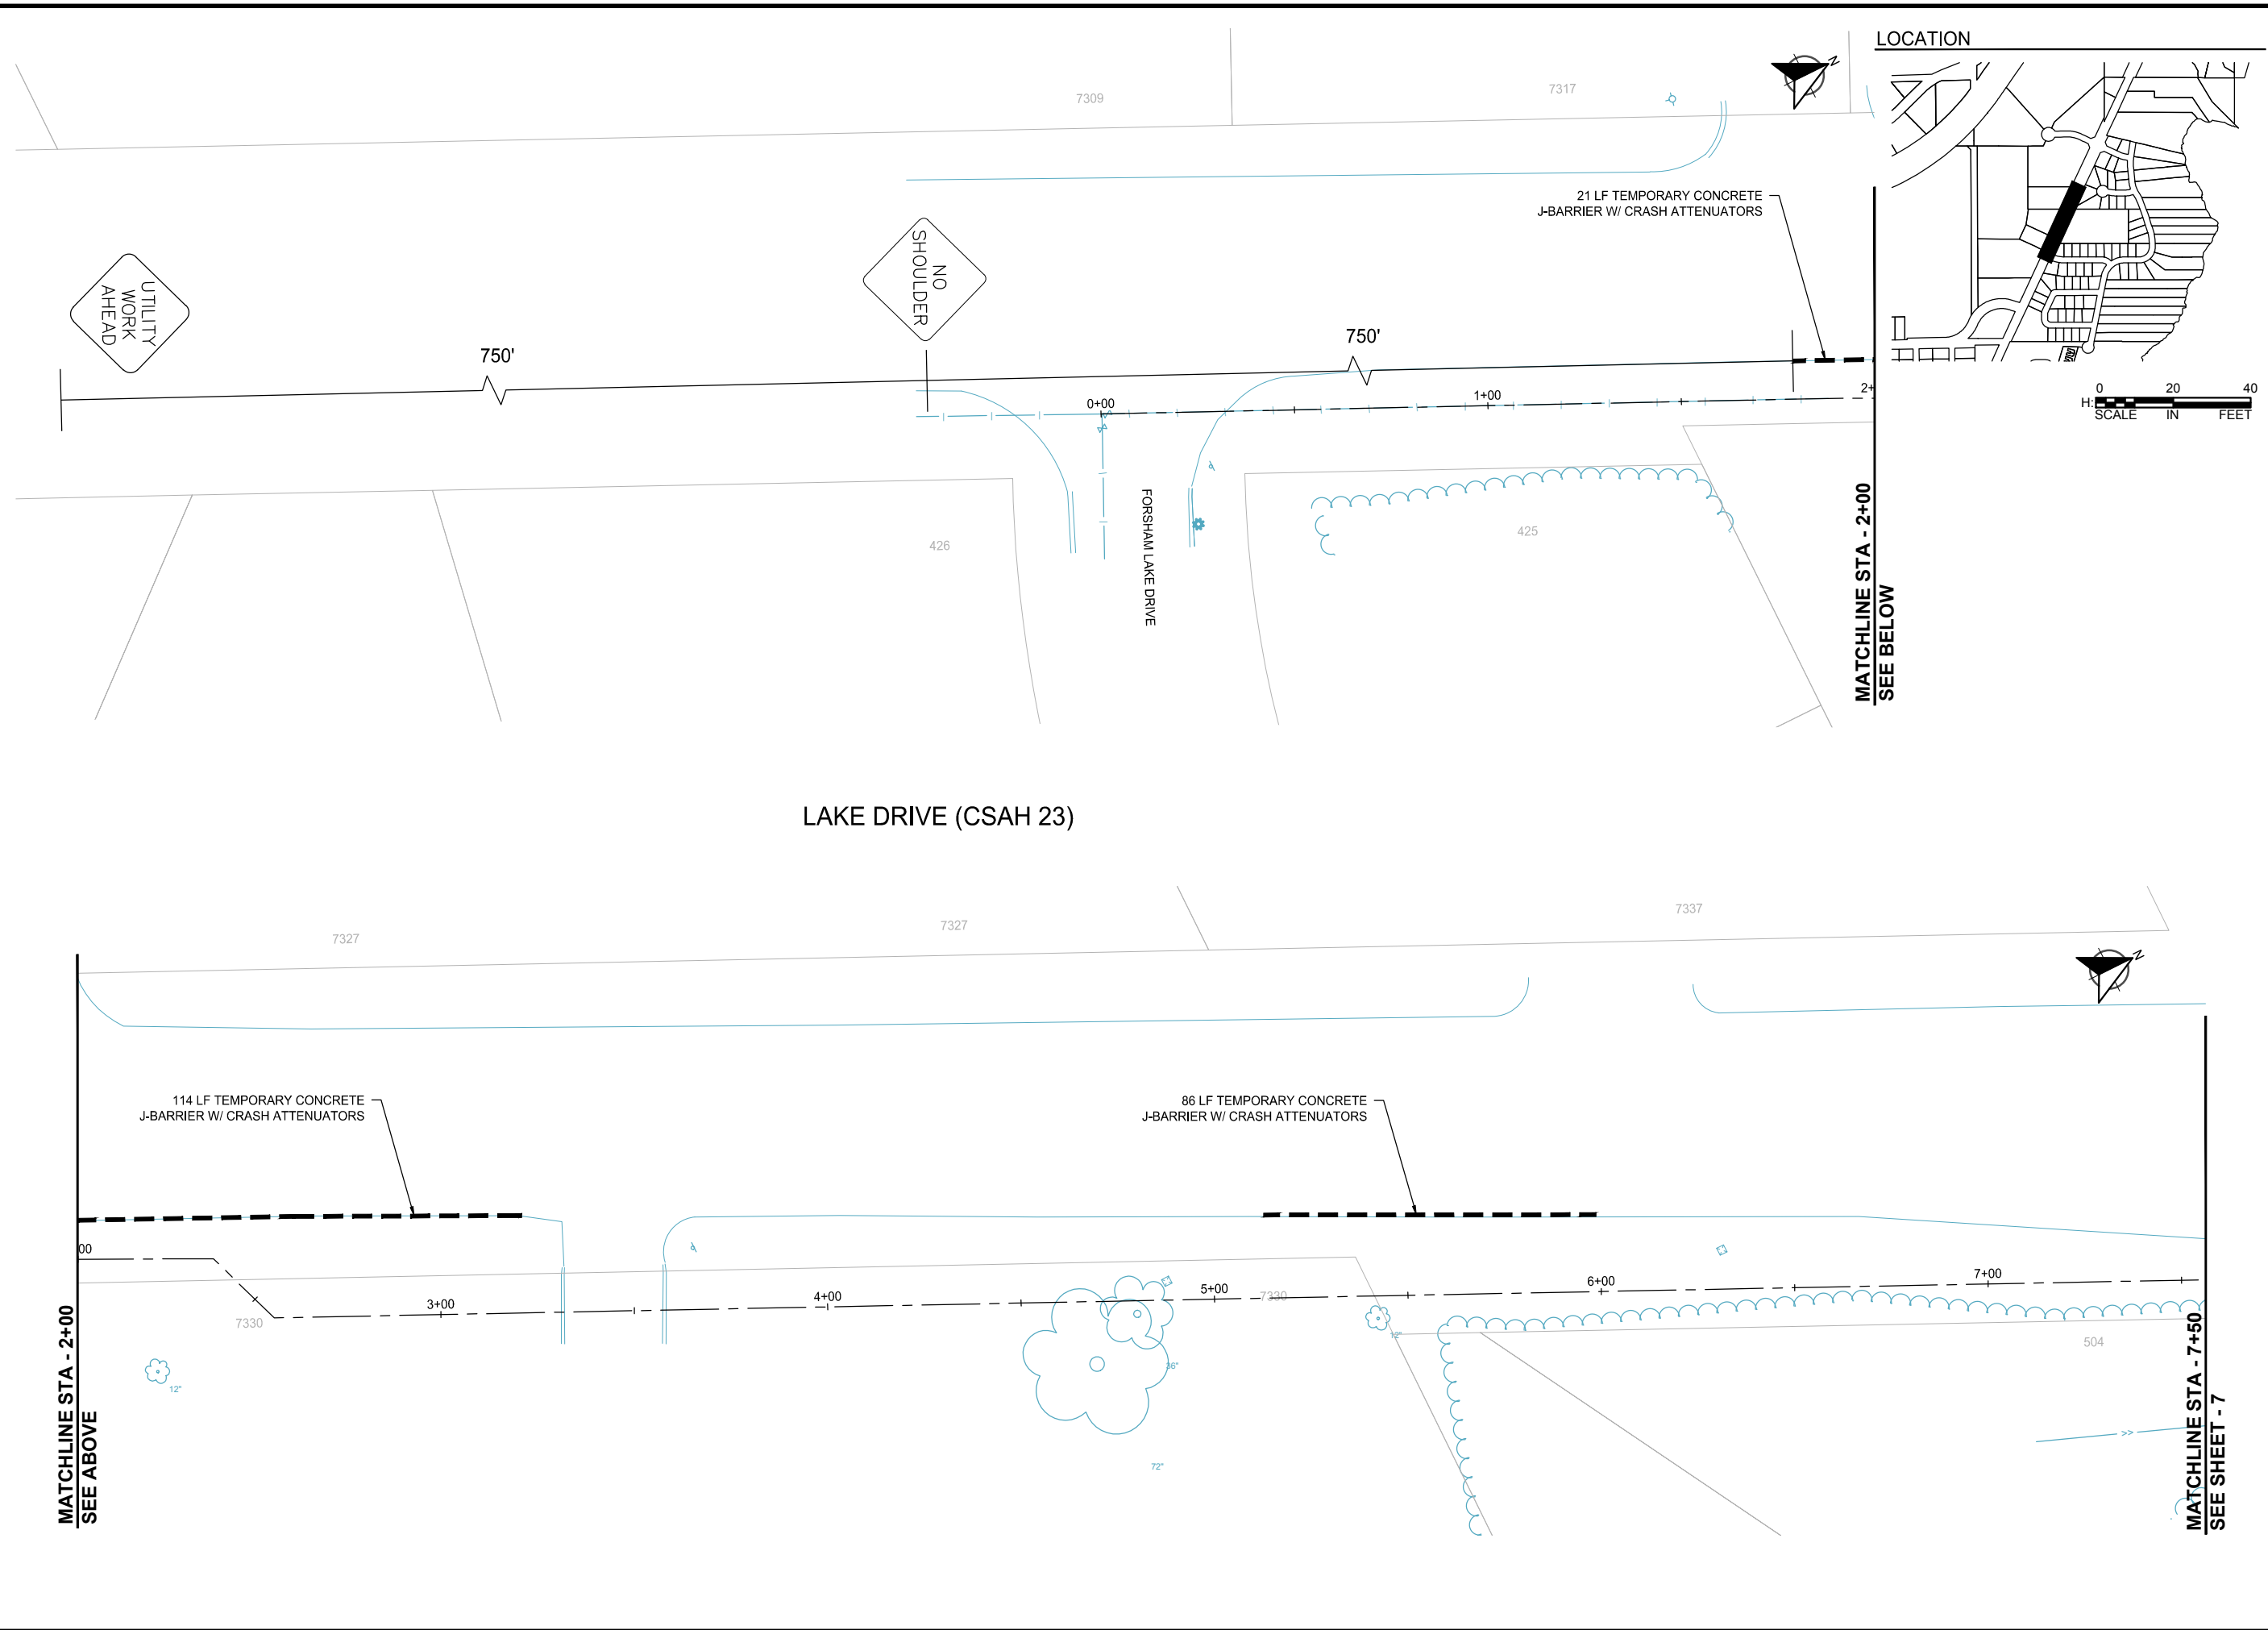 LOCATION
7309
7317
N
21 LF TEMPORARY CONCRETE
J-BARRIER W/ CRASH ATTENUATORS
UTILITY
WORK
AHEAD
NO
SHOULDER
750'
750'
0+00
1+00
2+
0 20 40
H:
SCALE IN FEET
426
FORSHAM LAKE DRIVE
425
MATCHLINE STA - 2+00
SEE BELOW
LAKE DRIVE (CSAH 23)
7327
7327
7337
N
114 LF TEMPORARY CONCRETE
J-BARRIER W/ CRASH ATTENUATORS
86 LF TEMPORARY CONCRETE
J-BARRIER W/ CRASH ATTENUATORS
00
3+00
4+00
5+00
6+00
7+00
7330
7330
12"
36"
72"
12"
504
>>
MATCHLINE STA - 2+00
SEE ABOVE
MATCHLINE STA - 7+50
SEE SHEET - 7